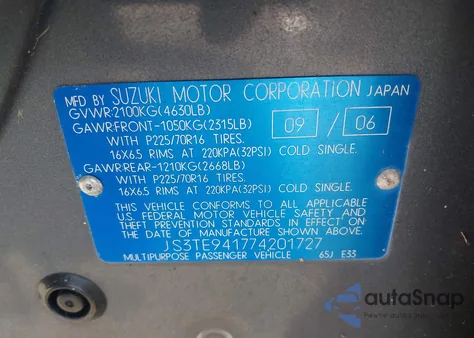 MFD BY SUZUKI MOTOR CORPORATION JAPAN
GVWR:2100KG(4630LB)
GAWR:FRONT-1050KG(2315LB) 09 / 06
WITH P225/70R16 TIRES.
16X6.5 RIMS AT 220KPA(32PSI) COLD SINGLE.
GAWR:REAR-1210KG(2668LB)
WITH P225/70R16 TIRES.
16X6.5 RIMS AT 220KPA(32PSI) COLD SINGLE.
THIS VEHICLE CONFORMS TO ALL APPLICABLE
U.S. FEDERAL MOTOR VEHICLE SAFETY AND
THEFT PREVENTION STANDARDS IN EFFECT ON
THE DATE OF MANUFACTURE SHOWN ABOVE.
JS3TE941774201727
MULTIPURPOSE PASSENGER VEHICLE 65J E33
autoSnap